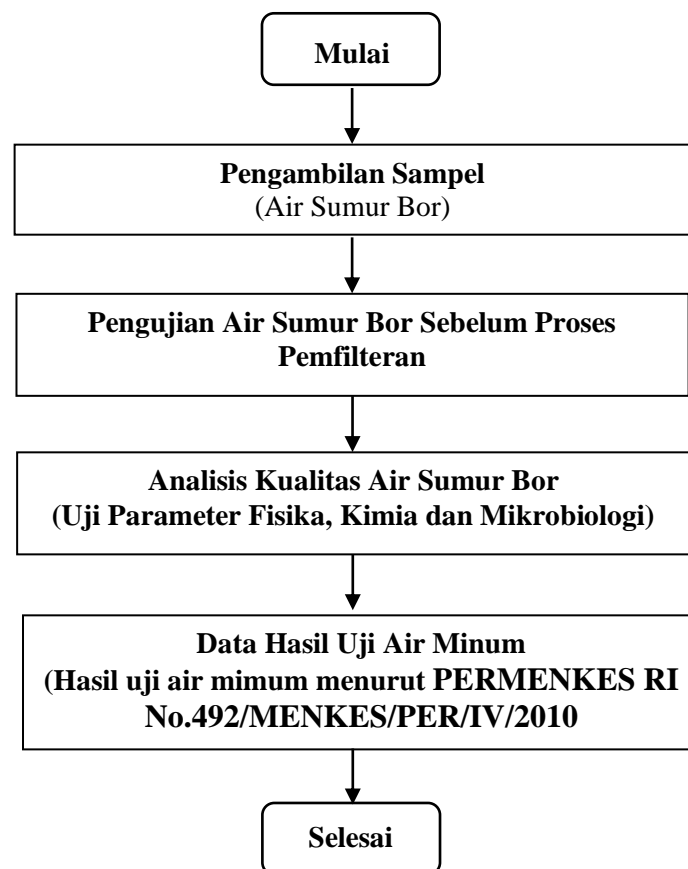 Mulai
Pengambilan Sampel
(Air Sumur Bor)
Pengujian Air Sumur Bor Sebelum Proses
Pemfilteran
Analisis Kualitas Air Sumur Bor
(Uji Parameter Fisika, Kimia dan Mikrobiologi)
Data Hasil Uji Air Minum
(Hasil uji air mimum menurut PERMENKES RI
No.492/MENKES/PER/IV/2010
Selesai